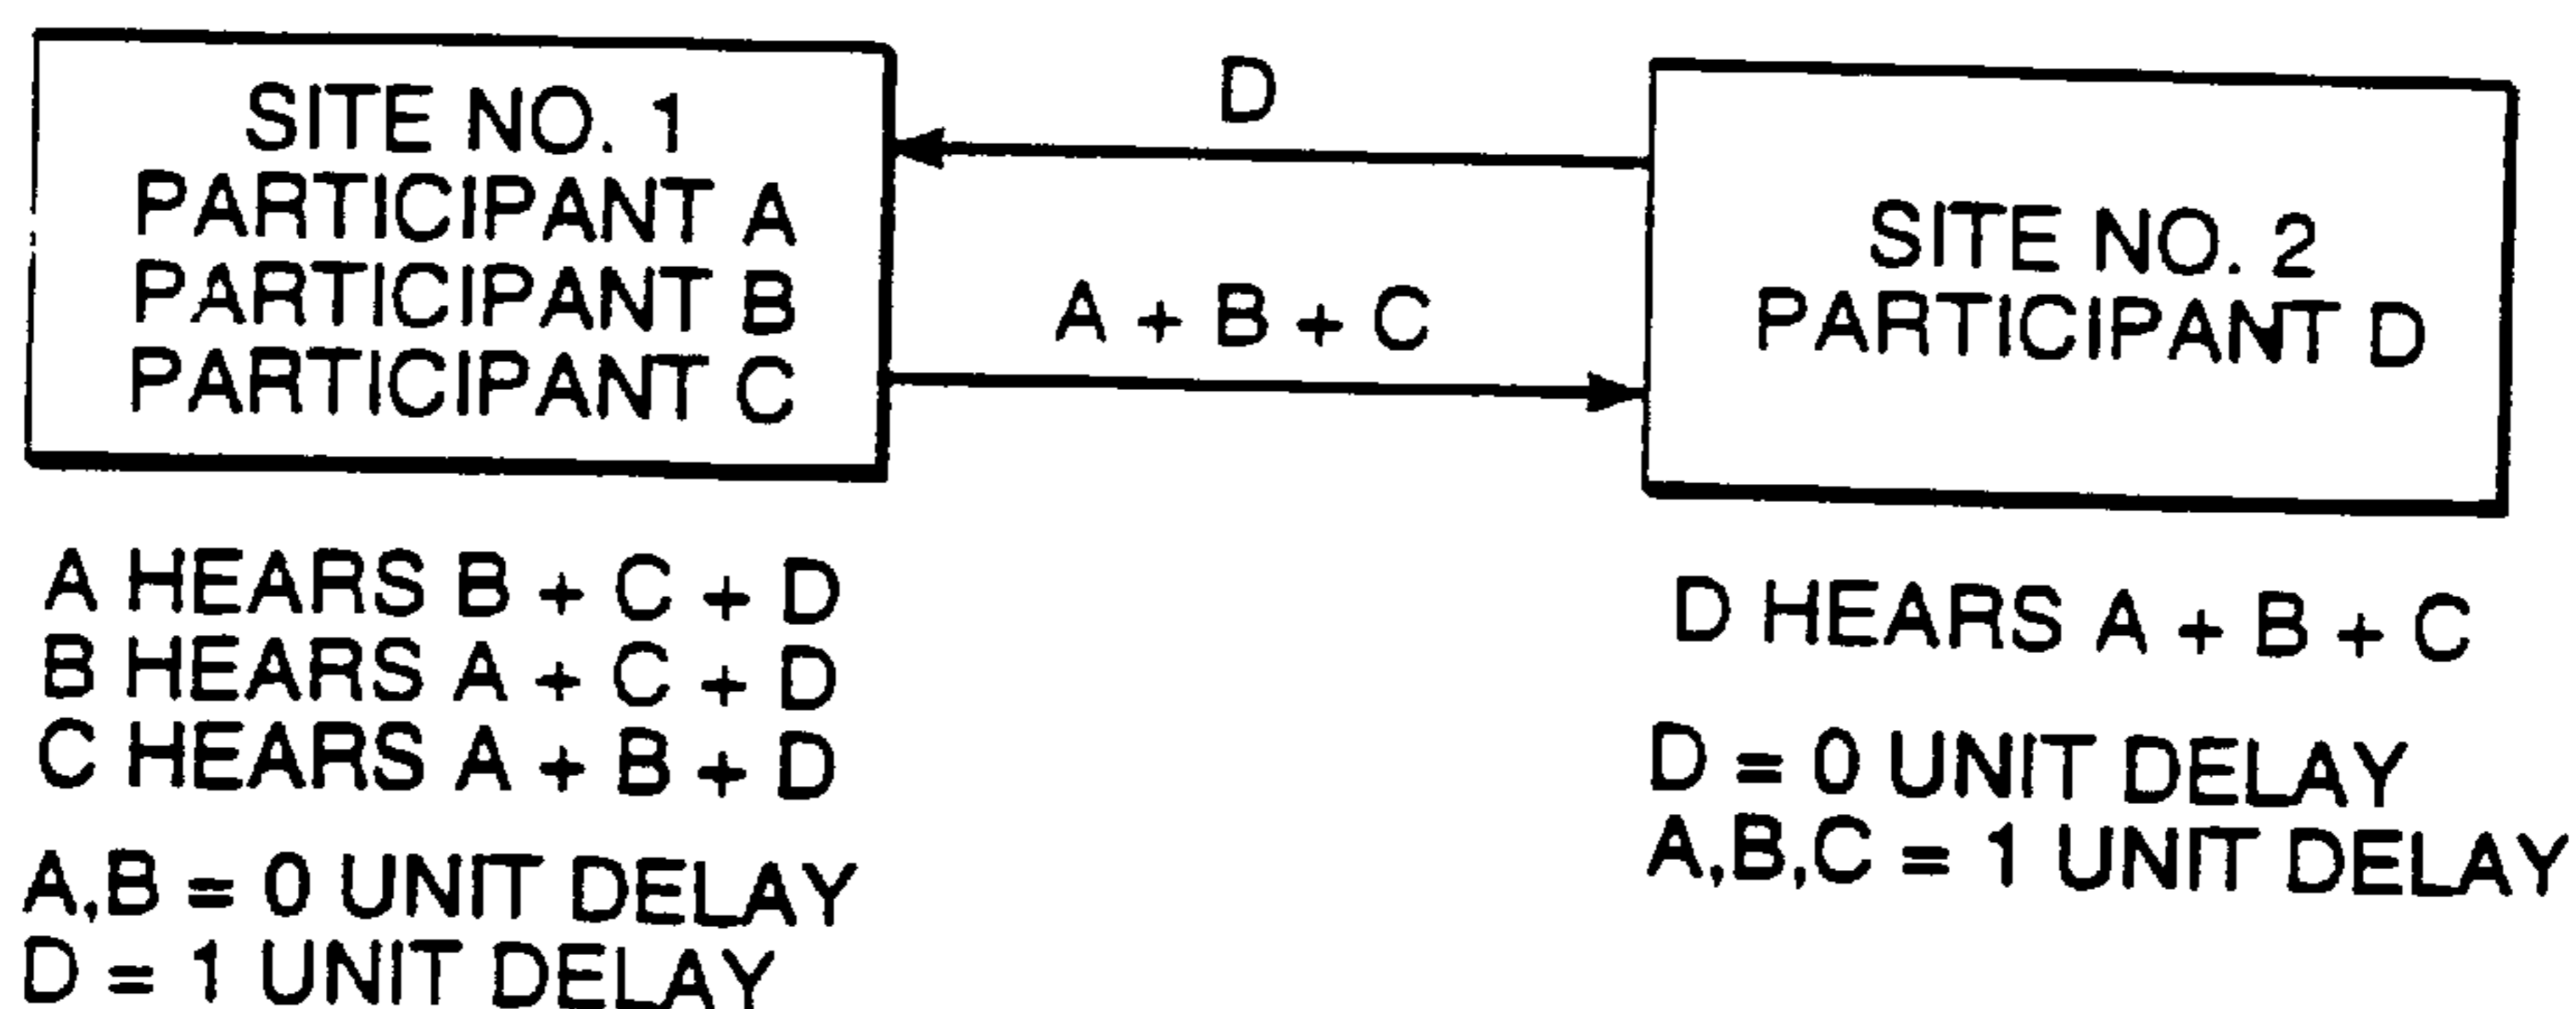 SITE NO. 1
PARTICIPANT A
PARTICIPANT B
PARTICIPANT C
D
A + B + C
SITE NO. 2
PARTICIPANT D
A HEARS B + C + D
B HEARS A + C + D
C HEARS A + B + D
A,B = 0 UNIT DELAY
D = 1 UNIT DELAY
D HEARS A + B + C
D = 0 UNIT DELAY
A,B,C = 1 UNIT DELAY